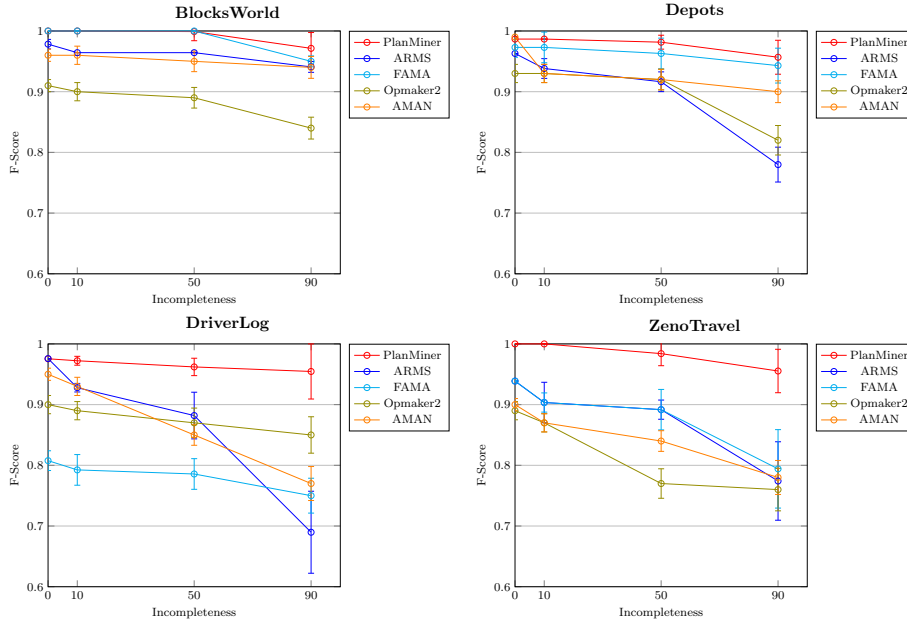 BlocksWorld
1
0.9
0.8
0.7
0.6
F-Score
0 10 50 90
Incompleteness
PlanMiner
ARMS
FAMA
Opmaker2
AMAN
Depots
1
0.9
0.8
0.7
0.6
F-Score
0 10 50 90
Incompleteness
PlanMiner
ARMS
FAMA
Opmaker2
AMAN
DriverLog
1
0.9
0.8
0.7
0.6
F-Score
0 10 50 90
Incompleteness
PlanMiner
ARMS
FAMA
Opmaker2
AMAN
ZenoTravel
1
0.9
0.8
0.7
0.6
F-Score
0 10 50 90
Incompleteness
PlanMiner
ARMS
FAMA
Opmaker2
AMAN